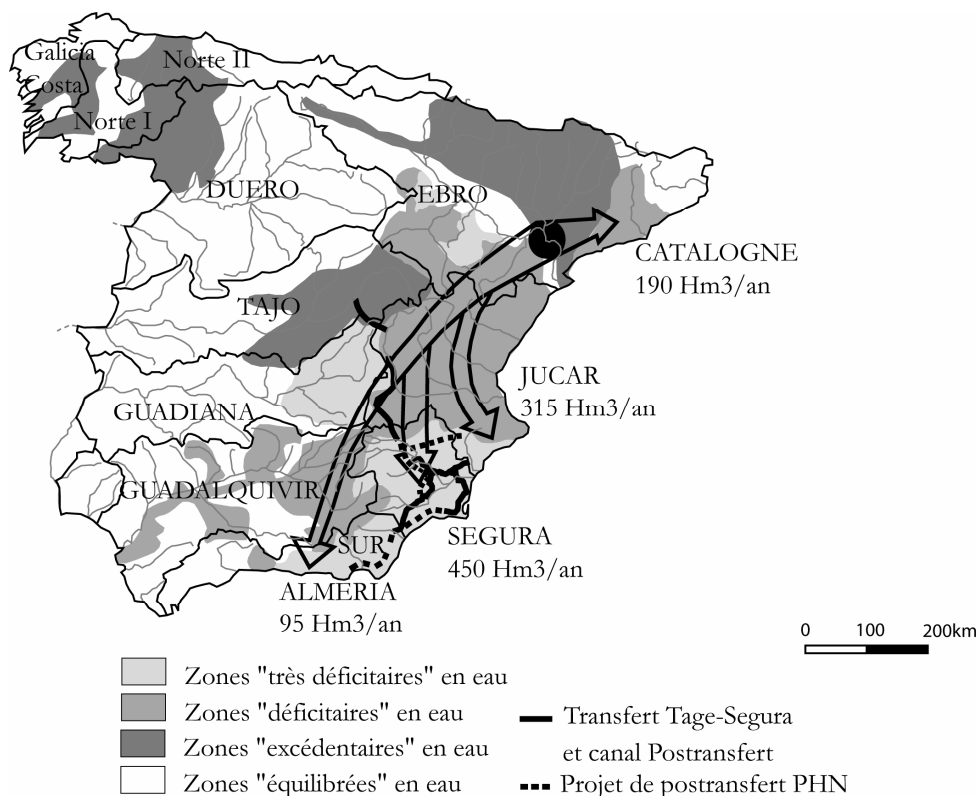 Galicia
Costa
Norte II
Norte I
DUERO
EBRO
CATALOGNE
190 Hm3/an
TAJO
JUCAR
315 Hm3/an
GUADIANA
GUADALQUIVIR
SEGURA
450 Hm3/an
SUR
ALMERIA
95 Hm3/an
0 100 200km
Zones "très déficitaires" en eau
Zones "déficitaires" en eau
Zones "excédentaires" en eau
Zones "équilibrées" en eau
Transfert Tage-Segura
et canal Postransfert
Projet de postransfert PHN